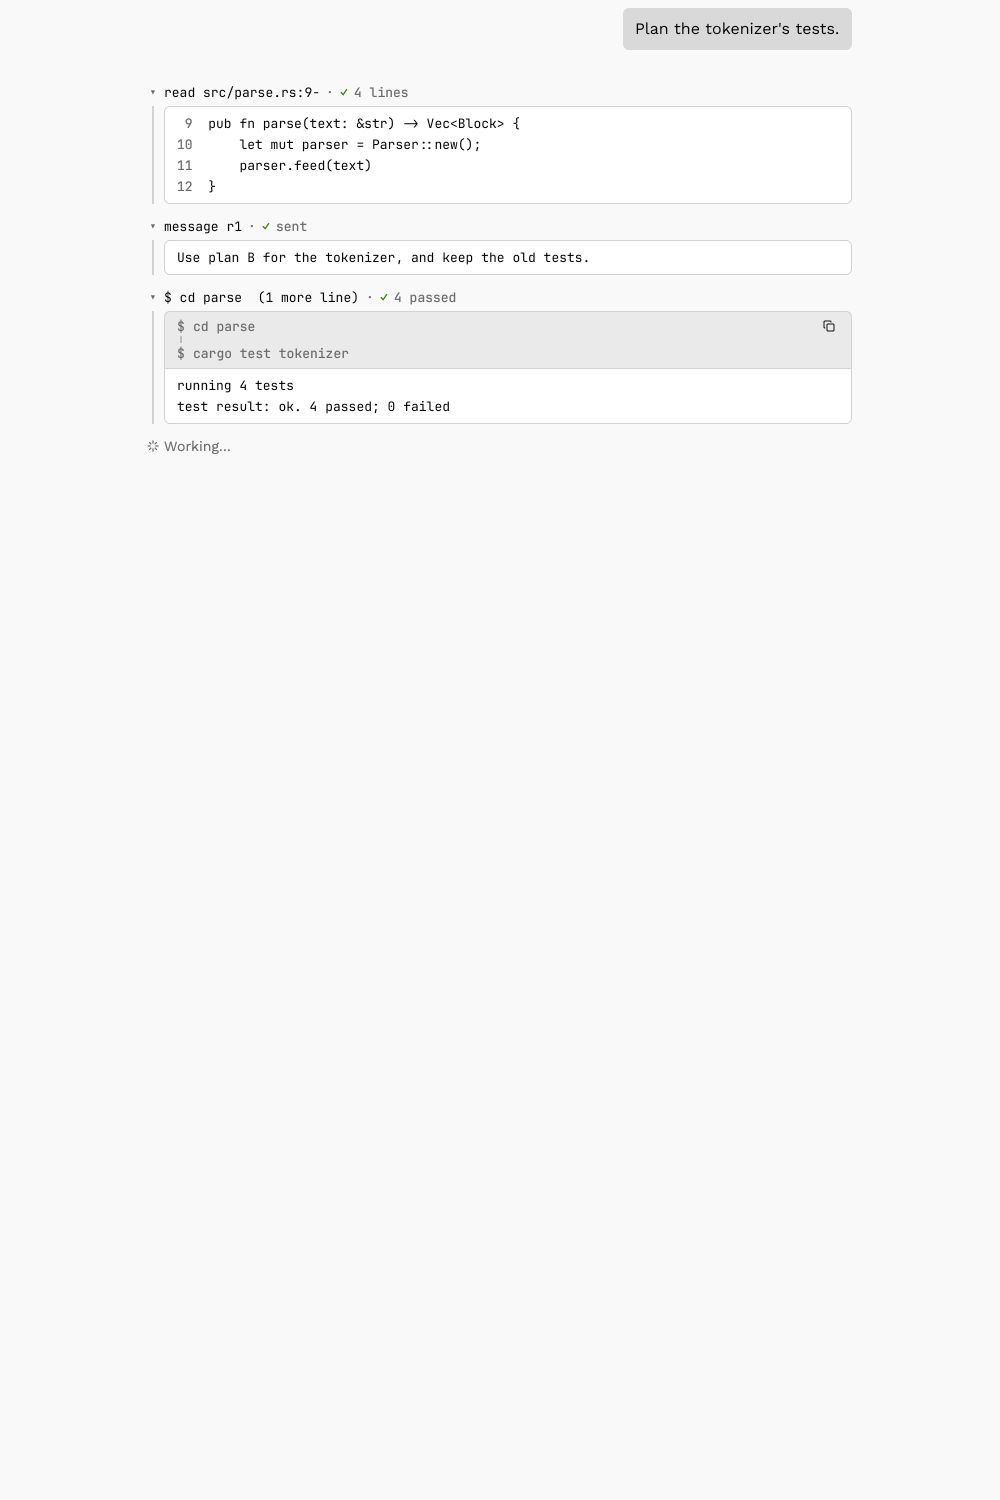 Plan the tokenizer's tests.
▾ read src/parse.rs:9- · ✓ 4 lines
9 pub fn parse(text: &str) -> Vec<Block> {
10     let mut parser = Parser::new();
11     parser.feed(text)
12 }
▾ message r1 · ✓ sent
Use plan B for the tokenizer, and keep the old tests.
▾ $ cd parse  (1 more line) · ✓ 4 passed
$ cd parse
$ cargo test tokenizer
running 4 tests
test result: ok. 4 passed; 0 failed
Working...